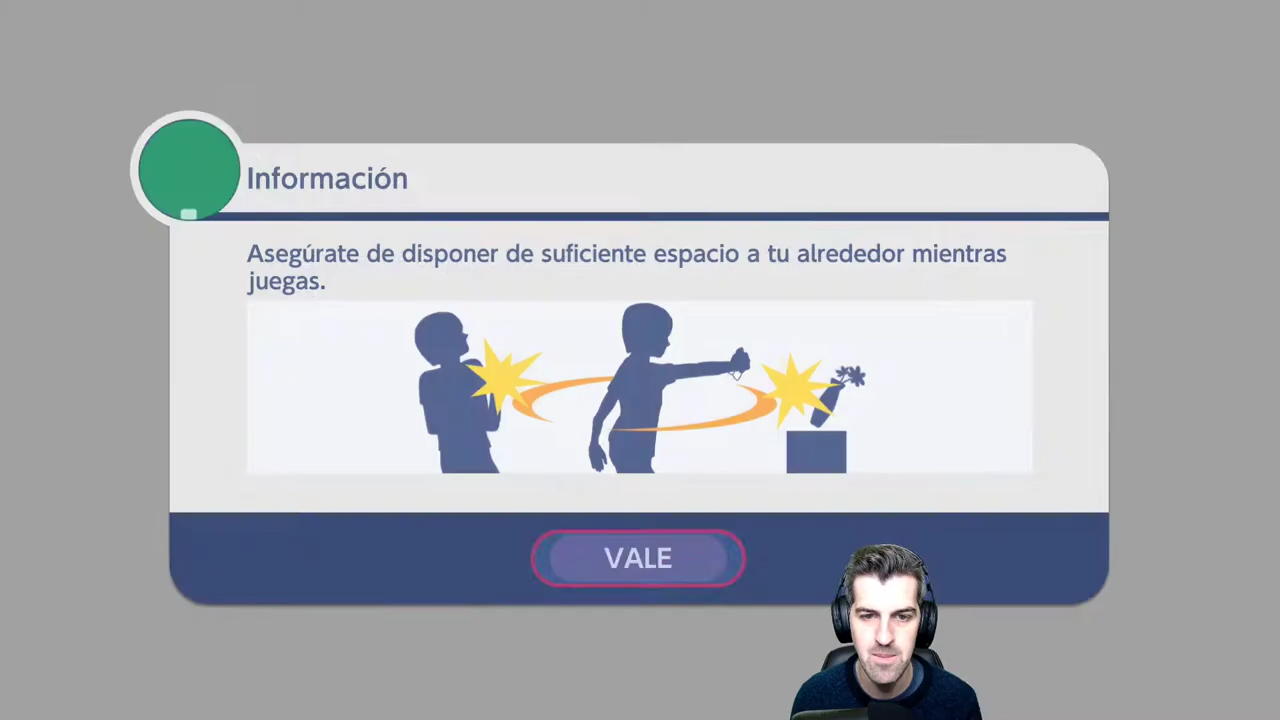 Información
Asegúrate de disponer de suficiente espacio a tu alrededor mientras
juegas.
VALE